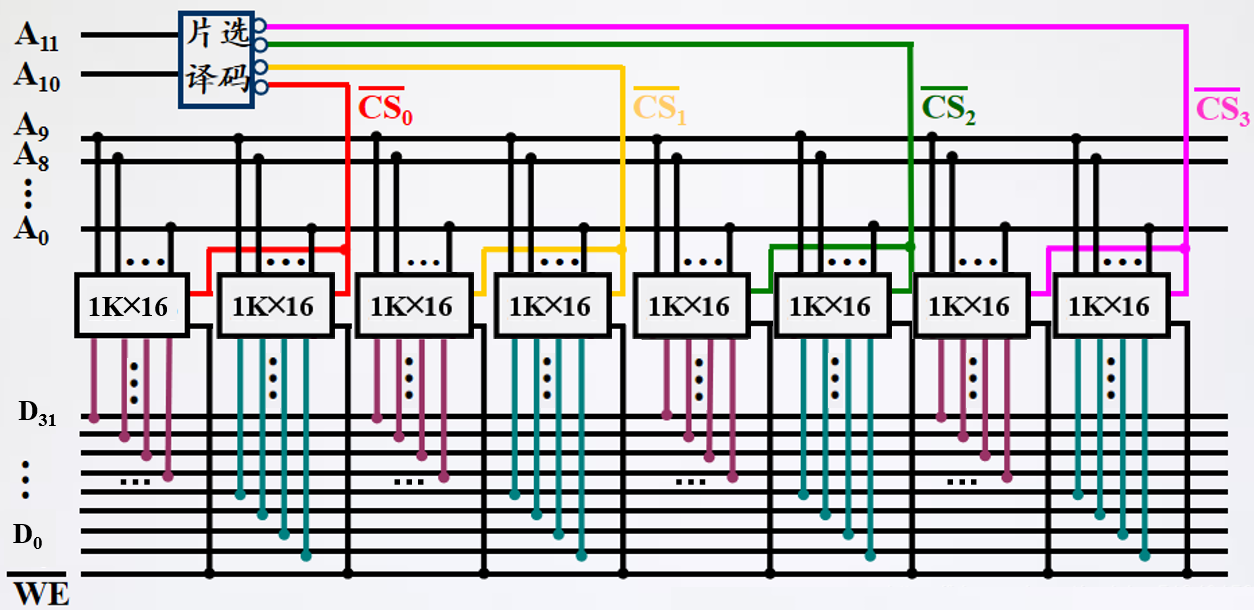 A11
片选
A10
译码
CS0
CS1
CS2
CS3
A9
A8
⋮
A0
… … … … … … … …
1K×16 1K×16 1K×16 1K×16 1K×16 1K×16 1K×16 1K×16
D31
⋮
… … … …
D0
WE